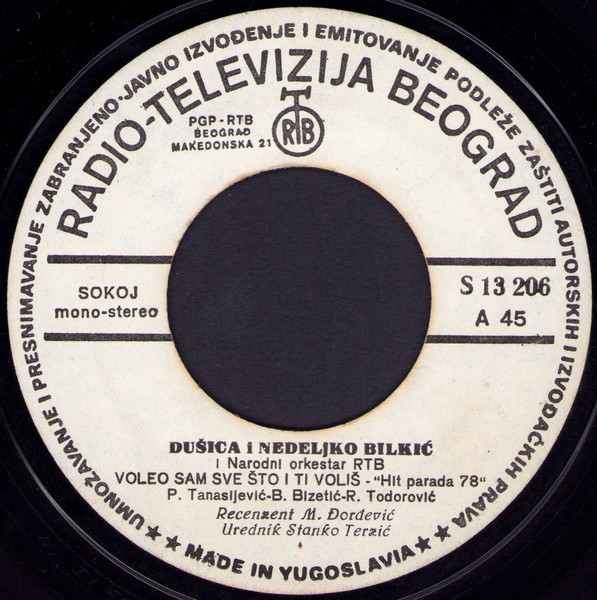 UMNOŽAVANJE I PRESNIMAVANJE ZABRANJENO·JAVNO IZVOĐENJE I EMITOVANJE PODLEŽE ZAŠTITI AUTORSKIH I IZVOĐAČKIH PRAVA
RADIO-TELEVIZIJA BEOGRAD
PGP-RTB
BEOGRAD
MAKEDONSKA 21
RTB
SOKOJ
mono-stereo
S 13 206
A 45
DUŠICA i NEDELJKO BILKIĆ
i Narodni orkestar RTB
VOLEO SAM SVE ŠTO I TI VOLIŠ - "Hit parada 78"
P. Tanasijević-B. Bizetić-R. Todorović
Recenzent M. Đorđević
Urednik Stanko Terzić
★★ MADE IN YUGOSLAVIA ★★